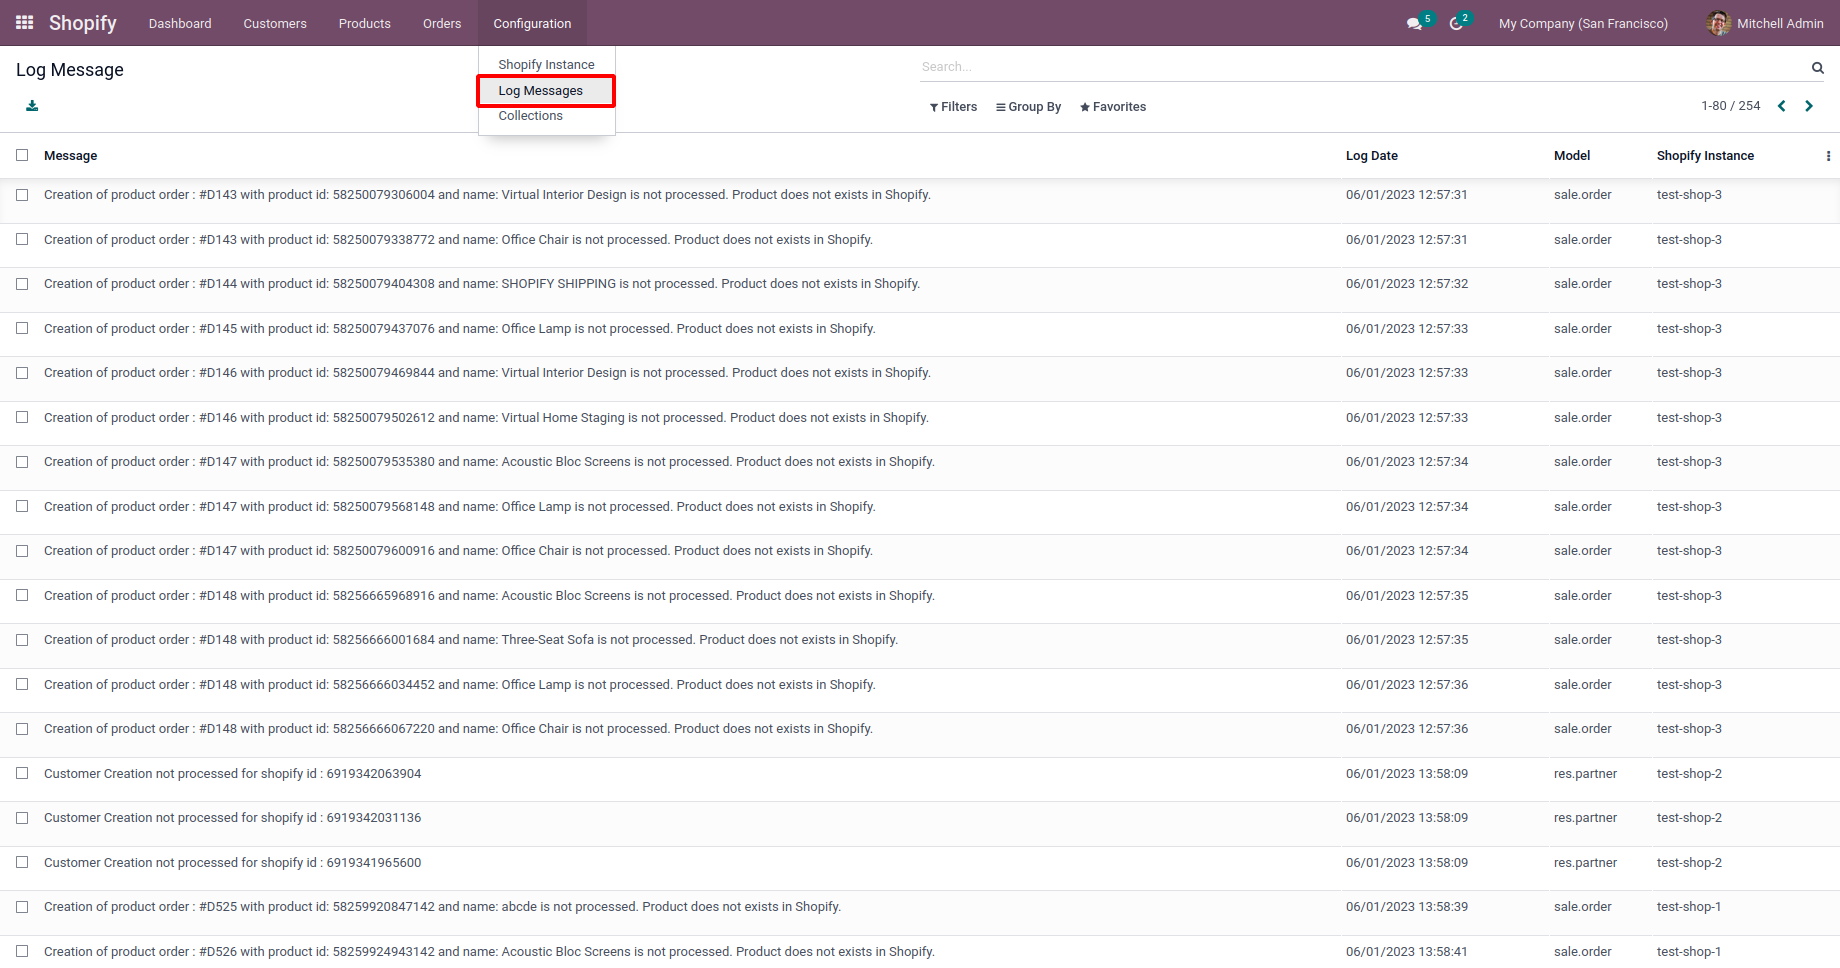 Shopify Dashboard Customers Products Orders Configuration 5 2 My Company (San Francisco) Mitchell Admin
Log Message
Shopify Instance
Log Messages
Collections
Search...
Filters Group By Favorites 1-80 / 254
Message Log Date Model Shopify Instance
Creation of product order : #D143 with product id: 58250079306004 and name: Virtual Interior Design is not processed. Product does not exists in Shopify. 06/01/2023 12:57:31 sale.order test-shop-3
Creation of product order : #D143 with product id: 58250079338772 and name: Office Chair is not processed. Product does not exists in Shopify. 06/01/2023 12:57:31 sale.order test-shop-3
Creation of product order : #D144 with product id: 58250079404308 and name: SHOPIFY SHIPPING is not processed. Product does not exists in Shopify. 06/01/2023 12:57:32 sale.order test-shop-3
Creation of product order : #D145 with product id: 58250079437076 and name: Office Lamp is not processed. Product does not exists in Shopify. 06/01/2023 12:57:33 sale.order test-shop-3
Creation of product order : #D146 with product id: 58250079469844 and name: Virtual Interior Design is not processed. Product does not exists in Shopify. 06/01/2023 12:57:33 sale.order test-shop-3
Creation of product order : #D146 with product id: 58250079502612 and name: Virtual Home Staging is not processed. Product does not exists in Shopify. 06/01/2023 12:57:33 sale.order test-shop-3
Creation of product order : #D147 with product id: 58250079535380 and name: Acoustic Bloc Screens is not processed. Product does not exists in Shopify. 06/01/2023 12:57:34 sale.order test-shop-3
Creation of product order : #D147 with product id: 58250079568148 and name: Office Lamp is not processed. Product does not exists in Shopify. 06/01/2023 12:57:34 sale.order test-shop-3
Creation of product order : #D147 with product id: 58250079600916 and name: Office Chair is not processed. Product does not exists in Shopify. 06/01/2023 12:57:34 sale.order test-shop-3
Creation of product order : #D148 with product id: 58256665968916 and name: Acoustic Bloc Screens is not processed. Product does not exists in Shopify. 06/01/2023 12:57:35 sale.order test-shop-3
Creation of product order : #D148 with product id: 58256666001684 and name: Three-Seat Sofa is not processed. Product does not exists in Shopify. 06/01/2023 12:57:35 sale.order test-shop-3
Creation of product order : #D148 with product id: 58256666034452 and name: Office Lamp is not processed. Product does not exists in Shopify. 06/01/2023 12:57:36 sale.order test-shop-3
Creation of product order : #D148 with product id: 58256666067220 and name: Office Chair is not processed. Product does not exists in Shopify. 06/01/2023 12:57:36 sale.order test-shop-3
Customer Creation not processed for shopify id : 6919342063904 06/01/2023 13:58:09 res.partner test-shop-2
Customer Creation not processed for shopify id : 6919342031136 06/01/2023 13:58:09 res.partner test-shop-2
Customer Creation not processed for shopify id : 6919341965600 06/01/2023 13:58:09 res.partner test-shop-2
Creation of product order : #D525 with product id: 58259920847142 and name: abcde is not processed. Product does not exists in Shopify. 06/01/2023 13:58:39 sale.order test-shop-1
Creation of product order : #D526 with product id: 58259924943142 and name: Acoustic Bloc Screens is not processed. Product does not exists in Shopify. 06/01/2023 13:58:41 sale.order test-shop-1